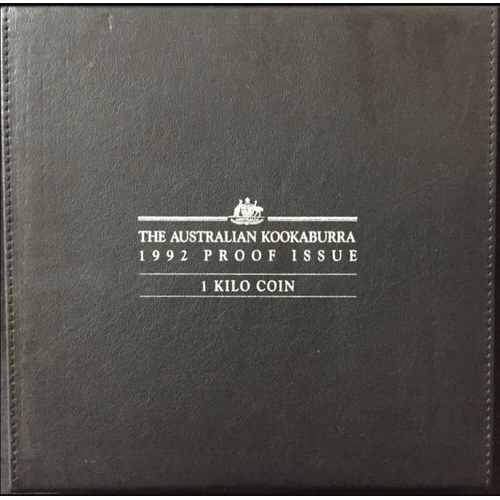 THE AUSTRALIAN KOOKABURRA
1992 PROOF ISSUE
1 KILO COIN